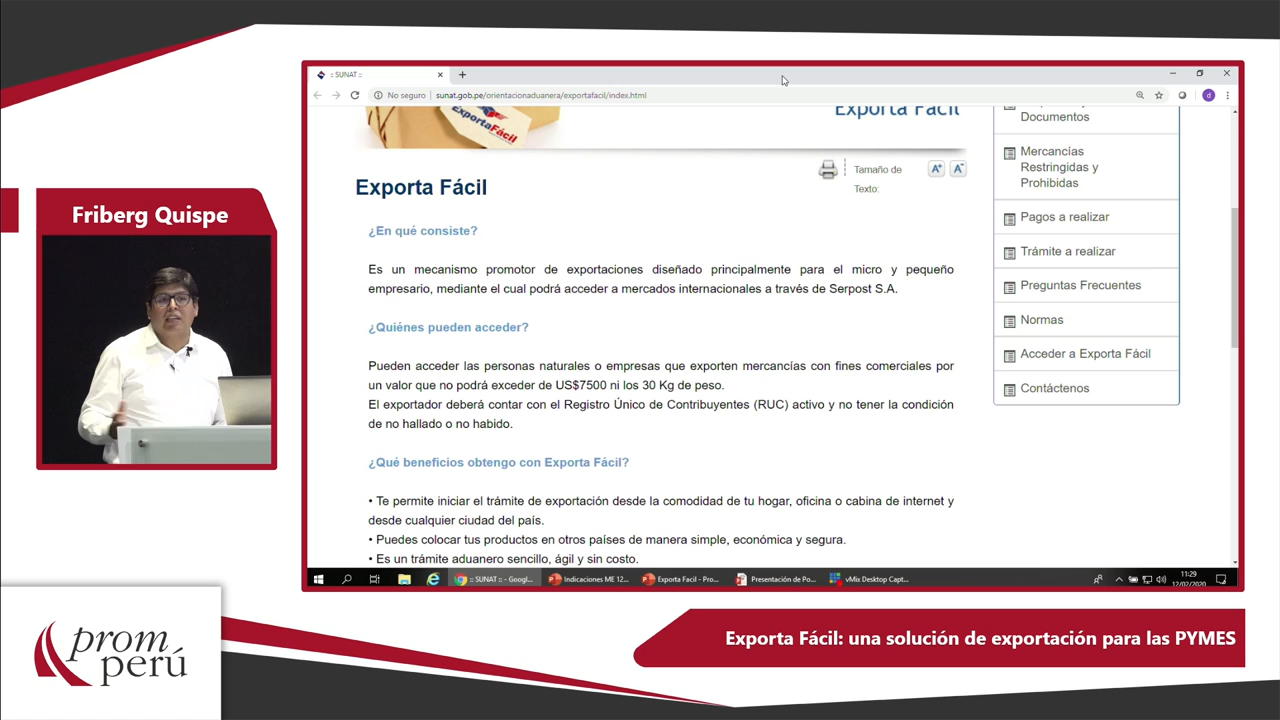 Friberg Quispe
:: SUNAT ::
No seguro | sunat.gob.pe/orientacionaduanera/exportafacil/index.html
ExportaFácil
Exporta Fácil
Tamaño de
Texto:
A+ A-
Exporta Fácil
¿En qué consiste?
Es un mecanismo promotor de exportaciones diseñado principalmente para el micro y pequeño
empresario, mediante el cual podrá acceder a mercados internacionales a través de Serpost S.A.
¿Quiénes pueden acceder?
Pueden acceder las personas naturales o empresas que exporten mercancías con fines comerciales por
un valor que no podrá exceder de US$7500 ni los 30 Kg de peso.
El exportador deberá contar con el Registro Único de Contribuyentes (RUC) activo y no tener la condición
de no hallado o no habido.
¿Qué beneficios obtengo con Exporta Fácil?
• Te permite iniciar el trámite de exportación desde la comodidad de tu hogar, oficina o cabina de internet y
desde cualquier ciudad del país.
• Puedes colocar tus productos en otros países de manera simple, económica y segura.
• Es un trámite aduanero sencillo, ágil y sin costo.
Documentos
Mercancías
Restringidas y
Prohibidas
Pagos a realizar
Trámite a realizar
Preguntas Frecuentes
Normas
Acceder a Exporta Fácil
Contáctenos
:: SUNAT :: - Googl...
Indicaciones ME 12...
Exporta Facil - Pro...
Presentación de Po...
vMix Desktop Capt...
11:29
12/02/2020
Exporta Fácil: una solución de exportación para las PYMES
prom
perú